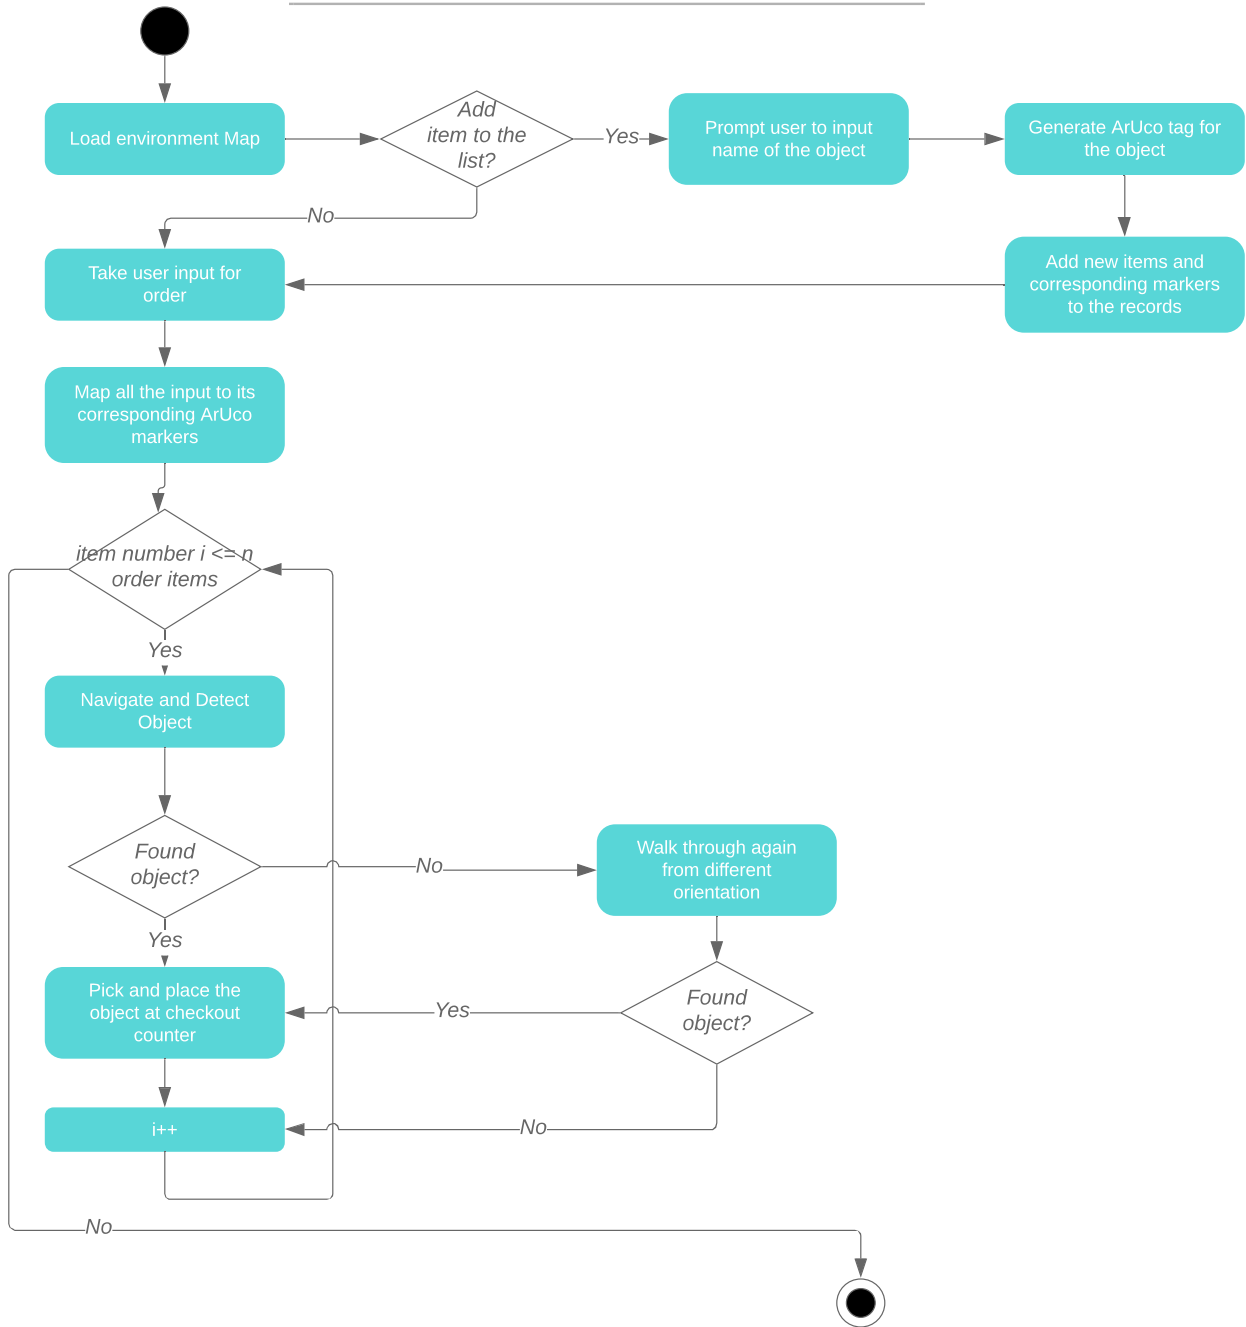 Load environment Map
Add
item to the
list?
Yes
Prompt user to input
name of the object
Generate ArUco tag for
the object
No
Take user input for
order
Add new items and
corresponding markers
to the records
Map all the input to its
corresponding ArUco
markers
item number i <= n
order items
Yes
Navigate and Detect
Object
Found
object?
No
Walk through again
from different
orientation
Yes
Pick and place the
object at checkout
counter
Yes
Found
object?
i++
No
No